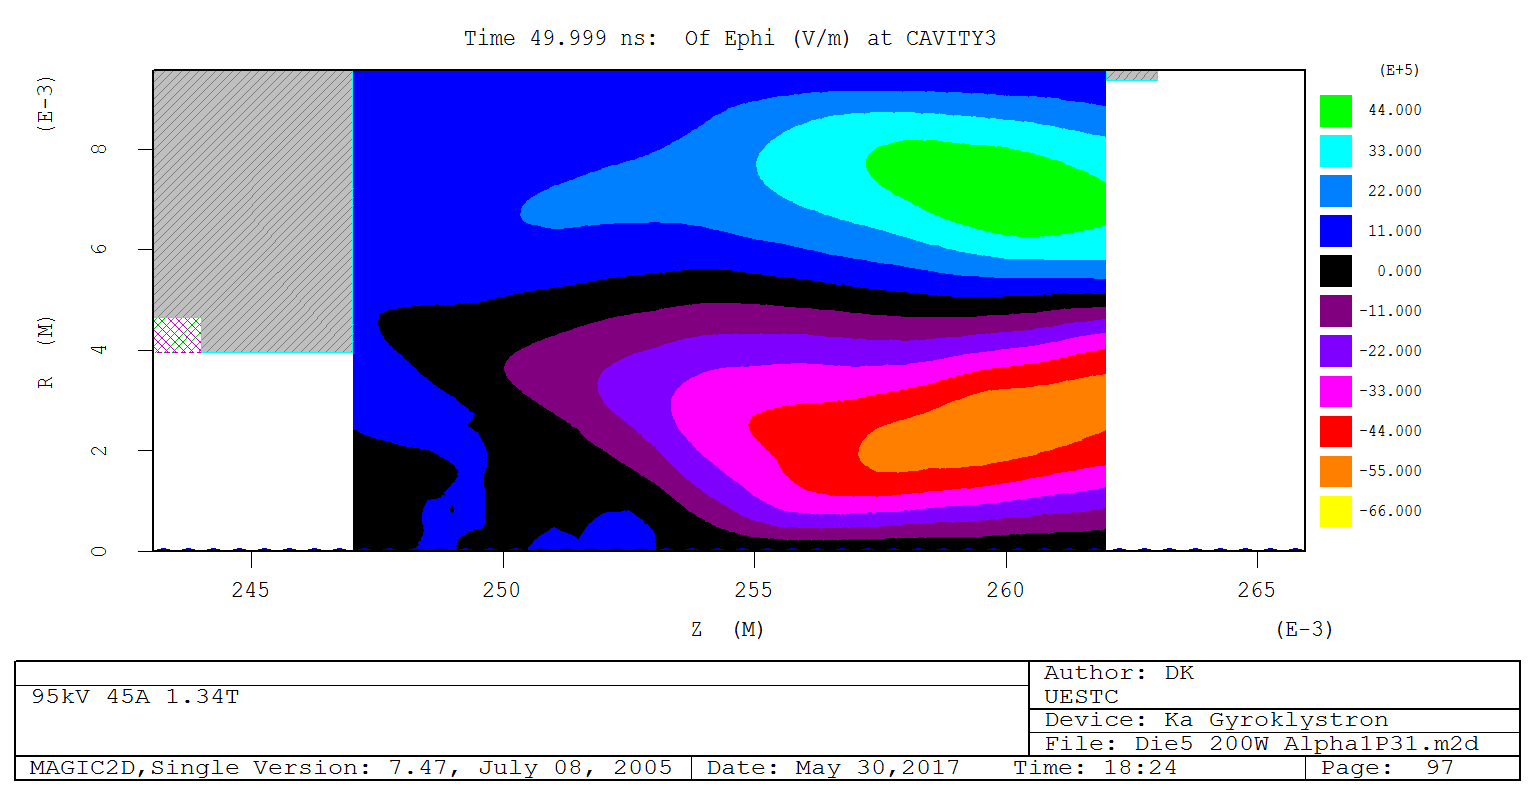 Time 49.999 ns:  Of Ephi (V/m) at CAVITY3
(E-3)
R (M)
8
6
4
2
0
245 250 255 260 265
Z (M) (E-3)
(E+5)
44.000
33.000
22.000
11.000
0.000
-11.000
-22.000
-33.000
-44.000
-55.000
-66.000
95kV 45A 1.34T
Author: DK
UESTC
Device: Ka Gyroklystron
File: Die5 200W Alpha1P31.m2d
MAGIC2D,Single Version: 7.47, July 08, 2005 Date: May 30,2017 Time: 18:24 Page: 97